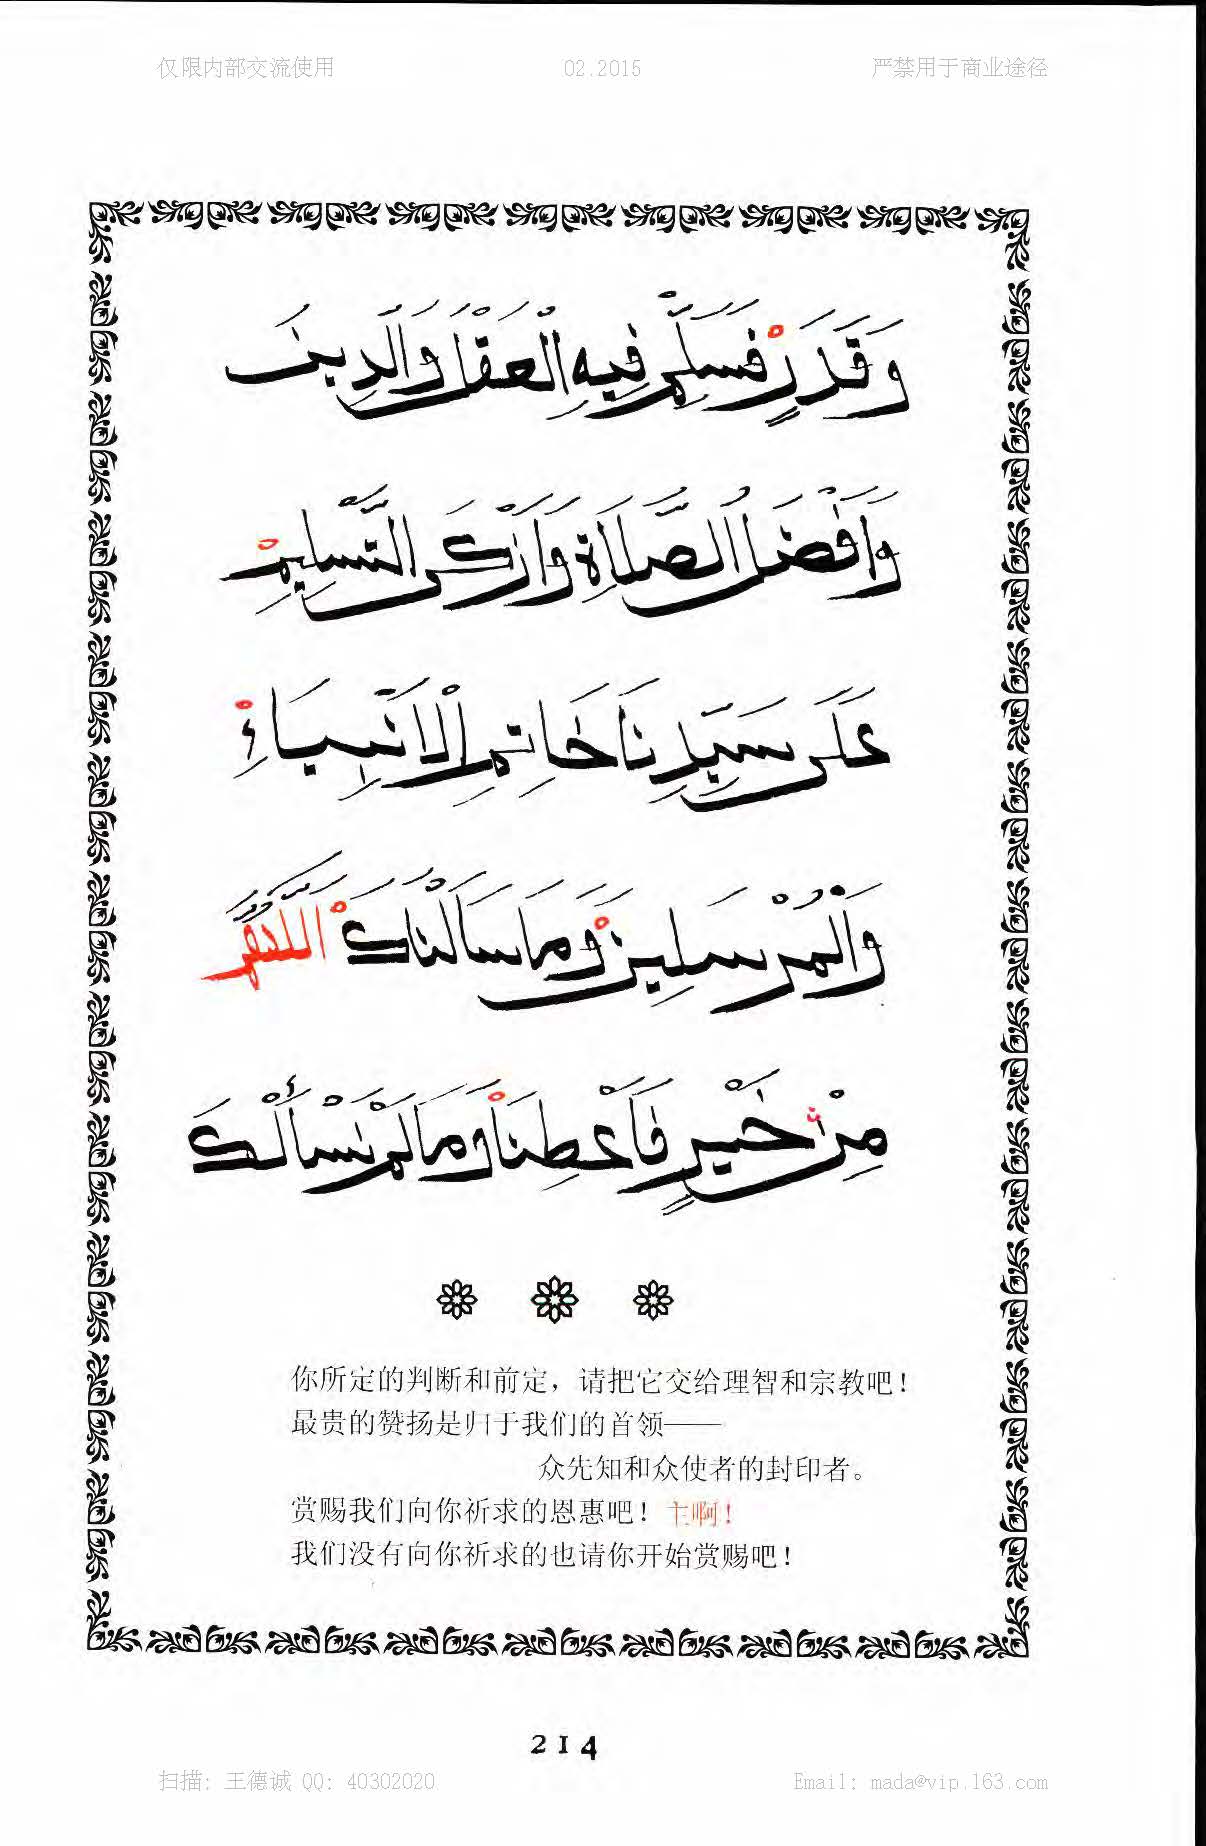 仅限内部交流使用 02.2015 严禁用于商业途径
وَقَدَرٍ فَسَلِّمْ فِيهِ الْعَقْلَ وَالدِّينَ
وَأَفْضَلُ الصَّلَاةِ وَأَزْكَى التَّسْلِيمِ
عَلَى سَيِّدِنَا خَاتِمِ الْأَنْبِيَاءِ
وَالْمُرْسَلِينَ وَمَا سَأَلْنَاكَ اللَّهُمَّ
مِنْ خَيْرٍ فَأَعْطِنَا وَمَا لَمْ نَسْأَلْكَ
你所定的判断和前定，请把它交给理智和宗教吧！
最贵的赞扬是归于我们的首领——
众先知和众使者的封印者。
赏赐我们向你祈求的恩惠吧！主啊！
我们没有向你祈求的也请你开始赏赐吧！
214
扫描: 王德诚 QQ: 40302020 Email: mada@vip.163.com